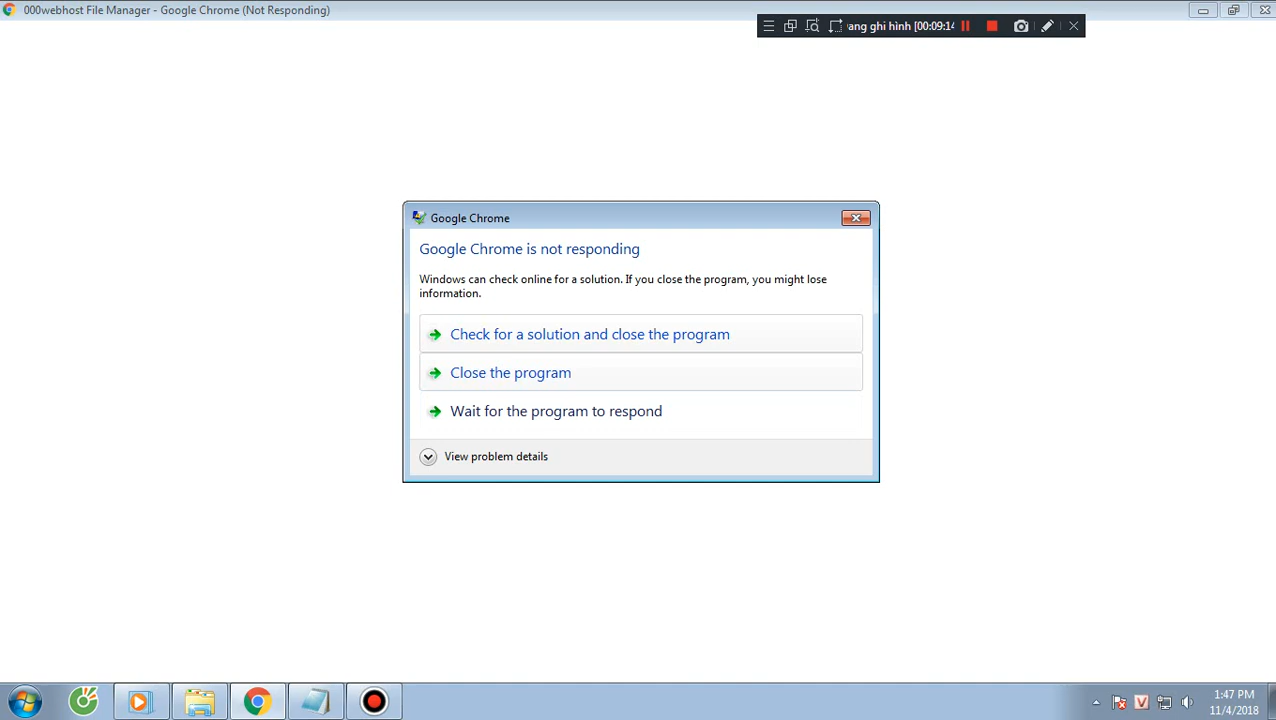 000webhost File Manager - Google Chrome (Not Responding)
ang ghi hình [00:09:14
Google Chrome
Google Chrome is not responding
Windows can check online for a solution. If you close the program, you might lose
information.
Check for a solution and close the program
Close the program
Wait for the program to respond
View problem details
V
1:47 PM
11/4/2018